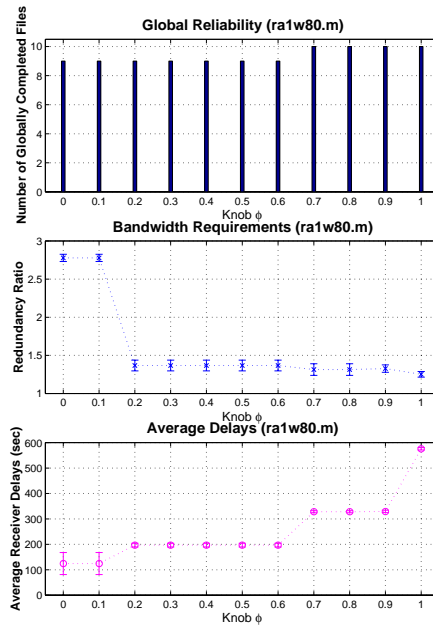 Global Reliability (ra1w80.m)
Number of Globally Completed Files
10
8
6
4
2
0
0 0.1 0.2 0.3 0.4 0.5 0.6 0.7 0.8 0.9 1
Knob ϕ
Bandwidth Requirements (ra1w80.m)
Redundancy Ratio
3
2.5
2
1.5
1
0 0.1 0.2 0.3 0.4 0.5 0.6 0.7 0.8 0.9 1
Knob ϕ
Average Delays (ra1w80.m)
Average Receiver Delays (sec)
600
500
400
300
200
100
0
0 0.1 0.2 0.3 0.4 0.5 0.6 0.7 0.8 0.9 1
Knob ϕ